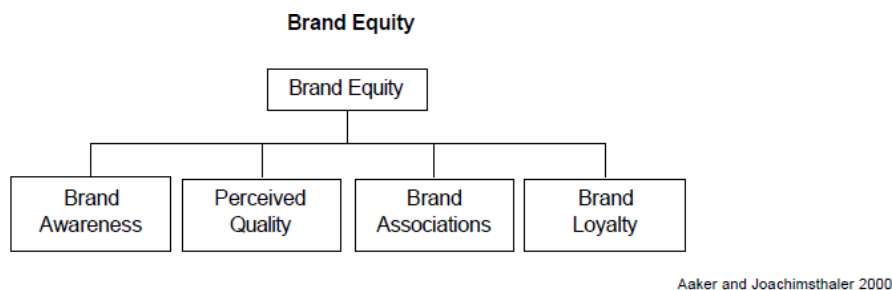 Brand Equity
Brand Equity
Brand
Awareness
Perceived
Quality
Brand
Associations
Brand
Loyalty
Aaker and Joachimsthaler 2000